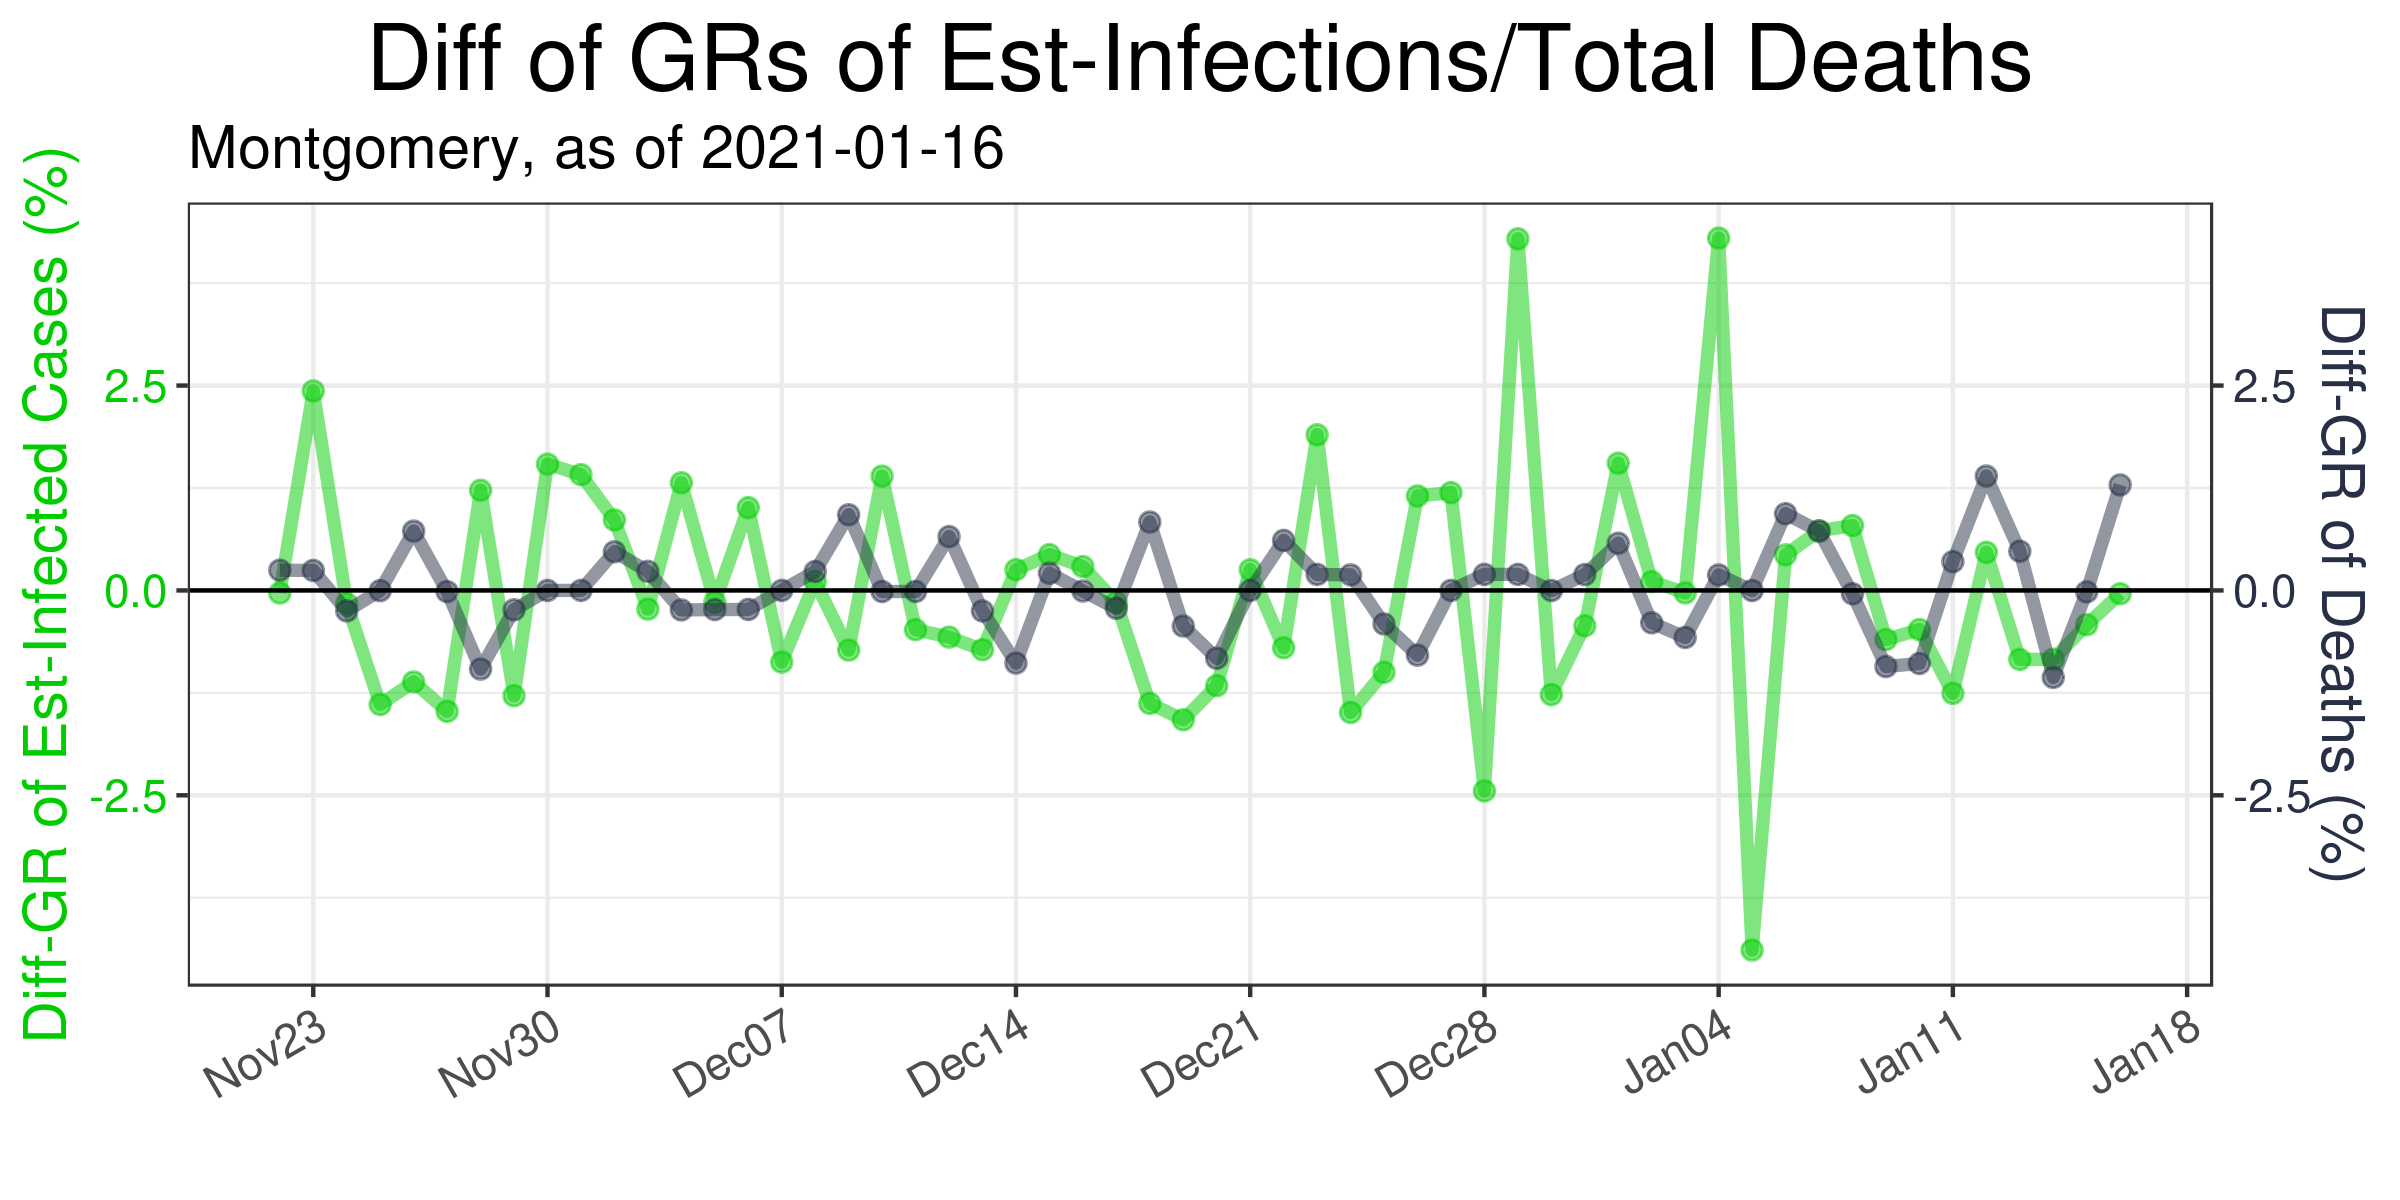 Diff of GRs of Est-Infections/Total Deaths
Montgomery, as of 2021-01-16
Diff-GR of Est-Infected Cases (%)
2.5
0.0
-2.5
2.5
0.0
-2.5
Diff-GR of Deaths (%)
Nov23
Nov30
Dec07
Dec14
Dec21
Dec28
Jan04
Jan11
Jan18